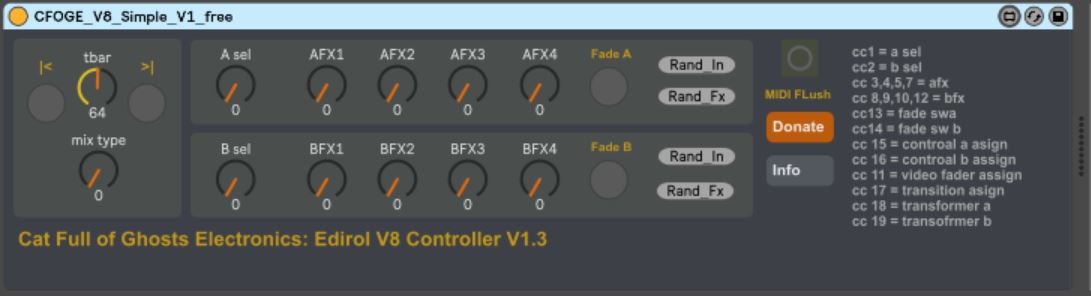 CFOGE_V8_Simple_V1_free
|< tbar >|
64
mix type
0
A sel AFX1 AFX2 AFX3 AFX4 Fade A
0 0 0 0 0
Rand_In
Rand_Fx
B sel BFX1 BFX2 BFX3 BFX4 Fade B
0 0 0 0 0
Rand_In
Rand_Fx
MIDI FLush
Donate
Info
cc1 = a sel
cc2 = b sel
cc 3,4,5,7 = afx
cc 8,9,10,12 = bfx
cc13 = fade swa
cc14 = fade sw b
cc 15 = controal a asign
cc 16 = controal b assign
cc 11 = video fader assign
cc 17 = transition asign
cc 18 = transformer a
cc 19 = transofrmer b
Cat Full of Ghosts Electronics: Edirol V8 Controller V1.3